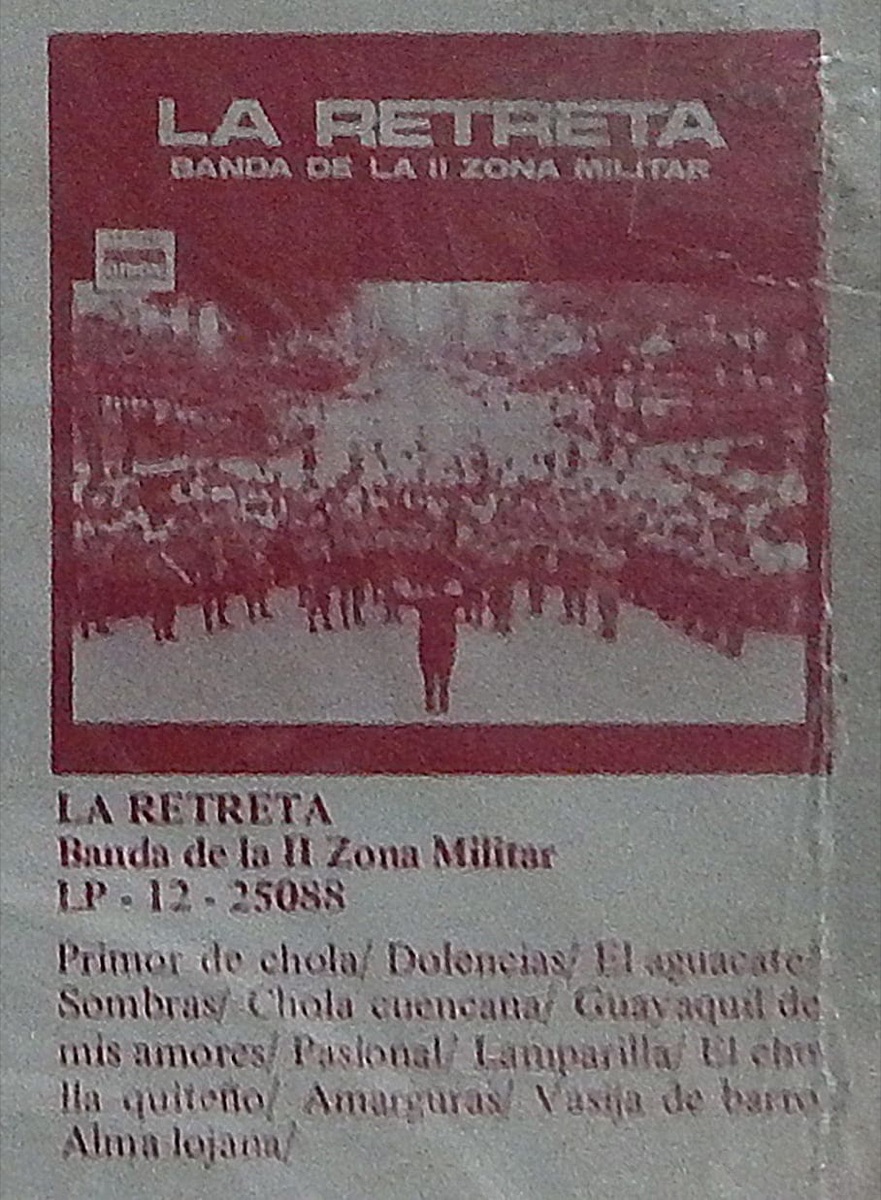 LA RETRETA
BANDA DE LA II ZONA MILITAR
LA RETRETA
Banda de la II Zona Militar
LP - 12 - 25088
Primor de chola/ Dolencias/ El aguacate/
Sombras/ Chola cuencana/ Guayaquil de
mis amores/ Pasional/ Lamparilla/ El chu
lla quiteño/ Amarguras/ Vasija de barro
Alma lojana/